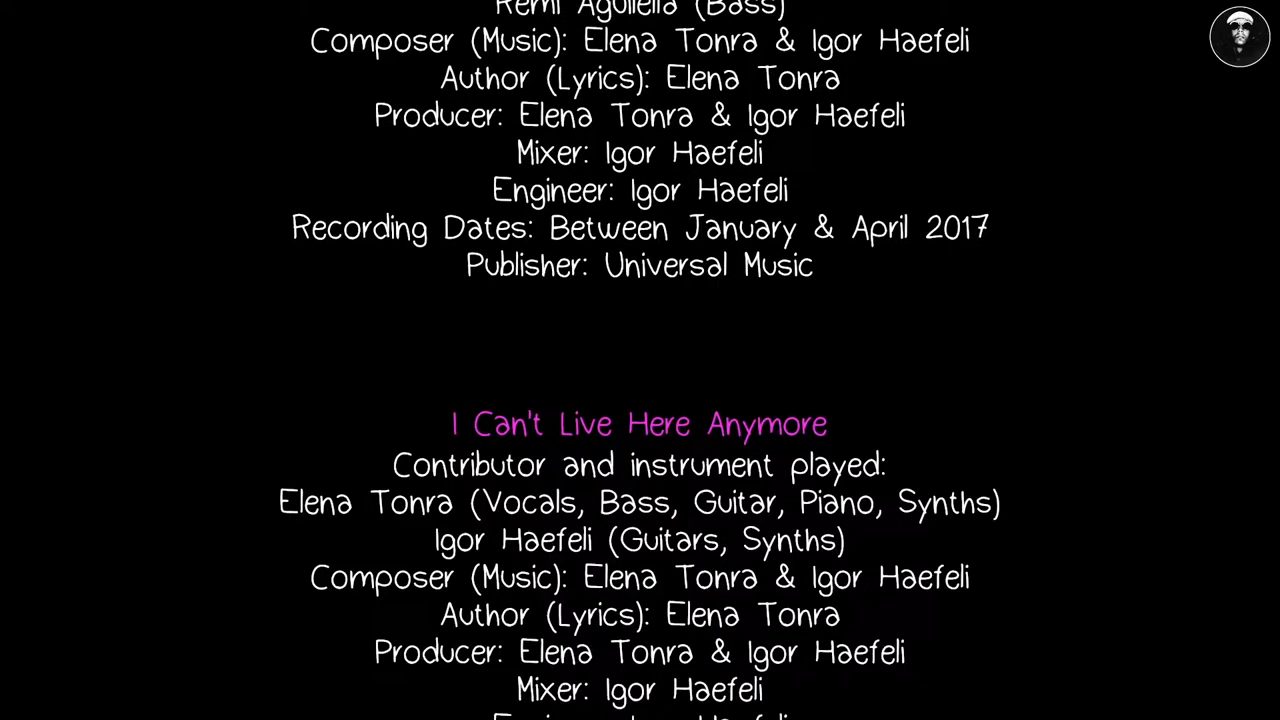 Remi Aguilella (Bass)
Composer (Music): Elena Tonra & Igor Haefeli
Author (Lyrics): Elena Tonra
Producer: Elena Tonra & Igor Haefeli
Mixer: Igor Haefeli
Engineer: Igor Haefeli
Recording Dates: Between January & April 2017
Publisher: Universal Music
I Can't Live Here Anymore
Contributor and instrument played:
Elena Tonra (Vocals, Bass, Guitar, Piano, Synths)
Igor Haefeli (Guitars, Synths)
Composer (Music): Elena Tonra & Igor Haefeli
Author (Lyrics): Elena Tonra
Producer: Elena Tonra & Igor Haefeli
Mixer: Igor Haefeli